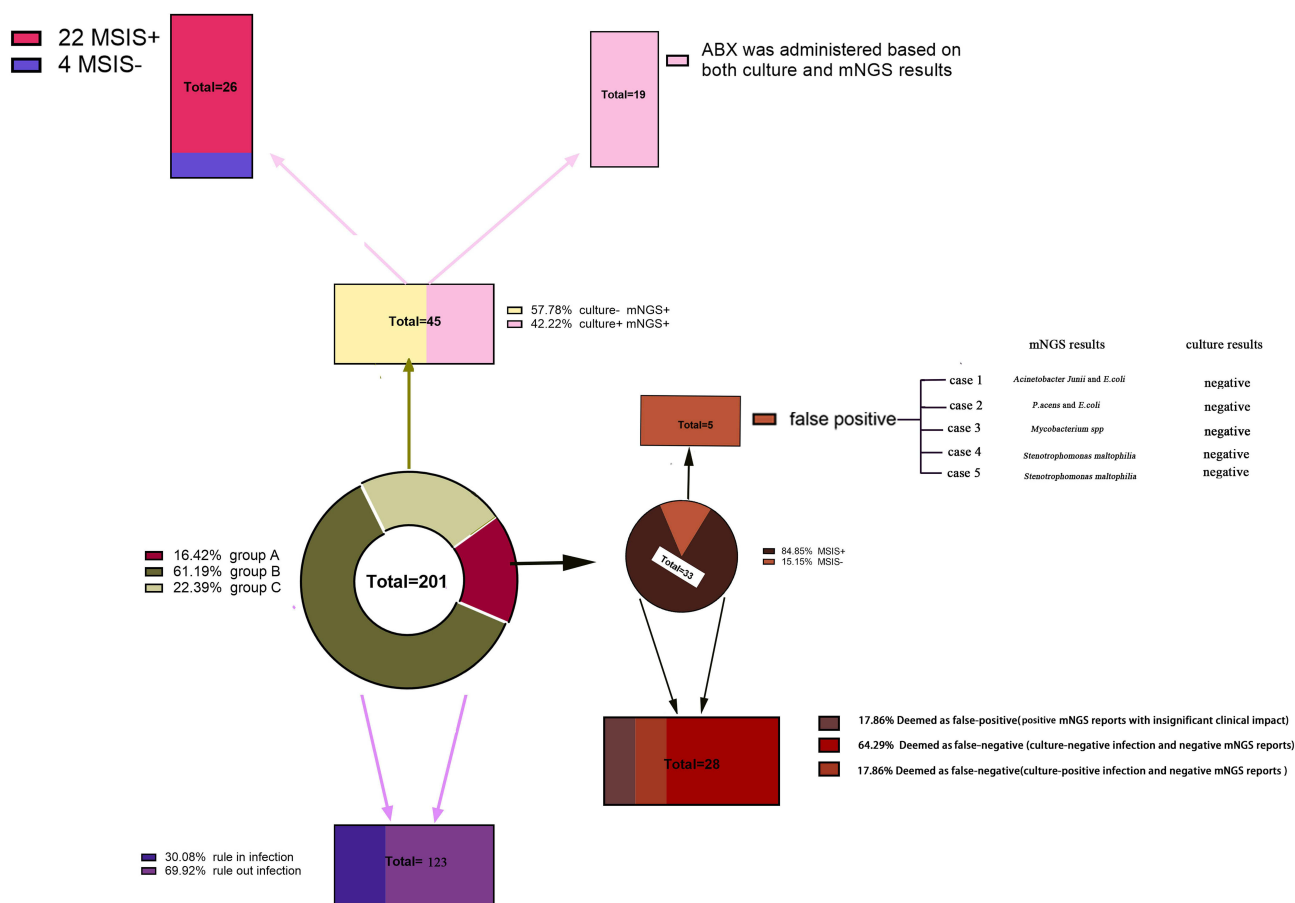 22 MSIS+
4 MSIS-
Total=26
Total=19
ABX was administered based on
both culture and mNGS results
Total=45
57.78% culture- mNGS+
42.22% culture+ mNGS+
mNGS results
culture results
Total=5
false positive
case 1
Acinetobacter Junii and E.coli
negative
case 2
P.acens and E.coli
negative
case 3
Mycobacterium spp
negative
case 4
Stenotrophomonas maltophilia
negative
case 5
Stenotrophomonas maltophilia
negative
16.42% group A
61.19% group B
22.39% group C
Total=201
Total=33
84.85% MSIS+
15.15% MSIS-
Total=28
17.86% Deemed as false-positive(positive mNGS reports with insignificant clinical impact)
64.29% Deemed as false-negative (culture-negative infection and negative mNGS reports)
17.86% Deemed as false-negative(culture-positive infection and negative mNGS reports )
30.08% rule in infection
69.92% rule out infection
Total= 123